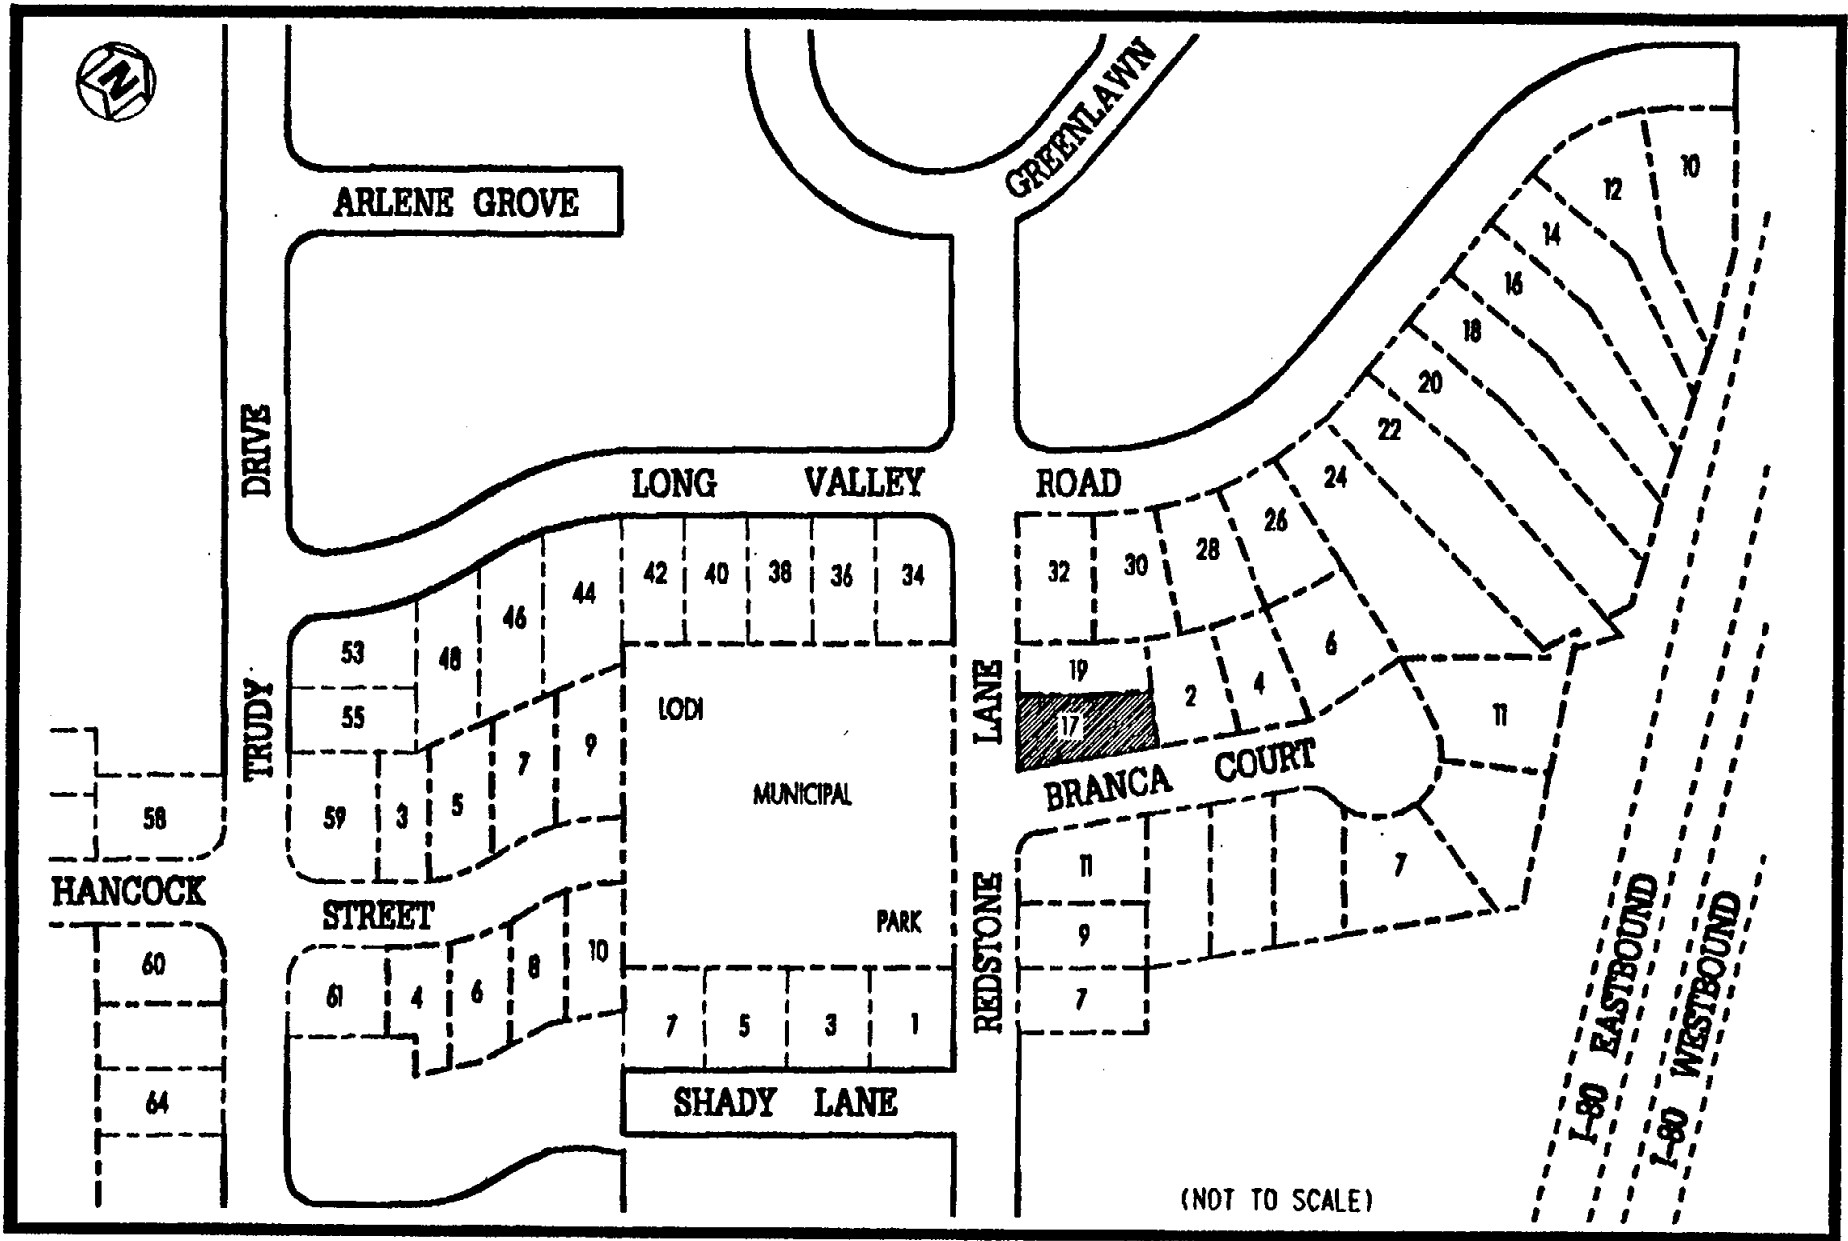 N
GREENLAWN
ARLENE GROVE
10
12
14
16
18
20
22
24
26
28
30
32
DRIVE
LONG VALLEY ROAD
42
40
38
36
34
44
46
48
53
55
TRUDY
LODI
MUNICIPAL
PARK
LANE
19
17
2
4
6
11
BRANCA COURT
9
7
5
3
59
58
HANCOCK
STREET
11
9
7
7
REDSTONE
60
61
4
6
8
10
64
7
5
3
1
SHADY LANE
I-80 EASTBOUND
I-80 WESTBOUND
(NOT TO SCALE)